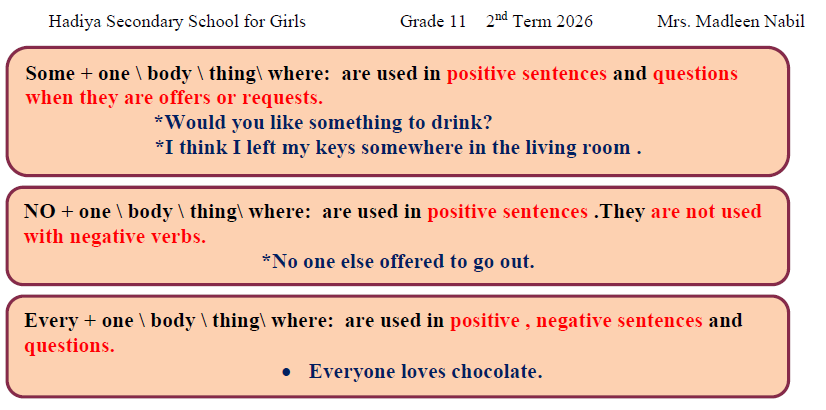 Hadiya Secondary School for Girls Grade 11 2nd Term 2026 Mrs. Madleen Nabil
Some + one \ body \ thing\ where: are used in positive sentences and questions
when they are offers or requests.
*Would you like something to drink?
*I think I left my keys somewhere in the living room .
NO + one \ body \ thing\ where: are used in positive sentences .They are not used
with negative verbs.
*No one else offered to go out.
Every + one \ body \ thing\ where: are used in positive , negative sentences and
questions.
• Everyone loves chocolate.